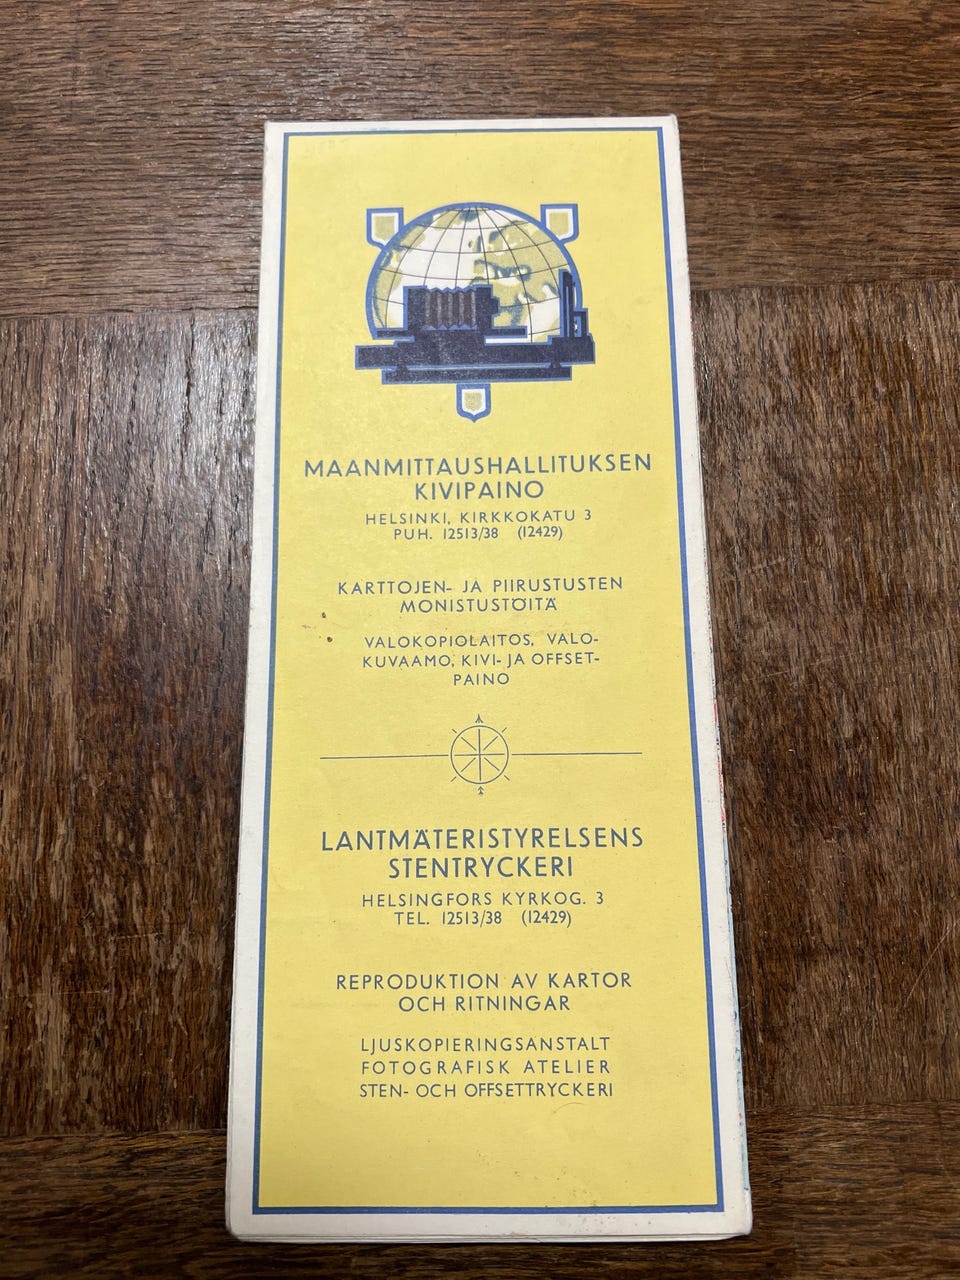 MAANMITTAUSHALLITUKSEN
KIVIPAINO
HELSINKI, KIRKKOKATU 3
PUH. 12513/38 (12429)
KARTTOJEN- JA PIIRUSTUSTEN
MONISTUSTÖITÄ
VALOKOPIOLAITOS, VALO-
KUVAAMO, KIVI- JA OFFSET-
PAINO
LANTMÄTERISTYRELSENS
STENTRYCKERI
HELSINGFORS KYRKOG. 3
TEL. 12513/38 (12429)
REPRODUKTION AV KARTOR
OCH RITNINGAR
LJUSKOPIERINGSANSTALT
FOTOGRAFISK ATELIER
STEN- OCH OFFSETTRYCKERI